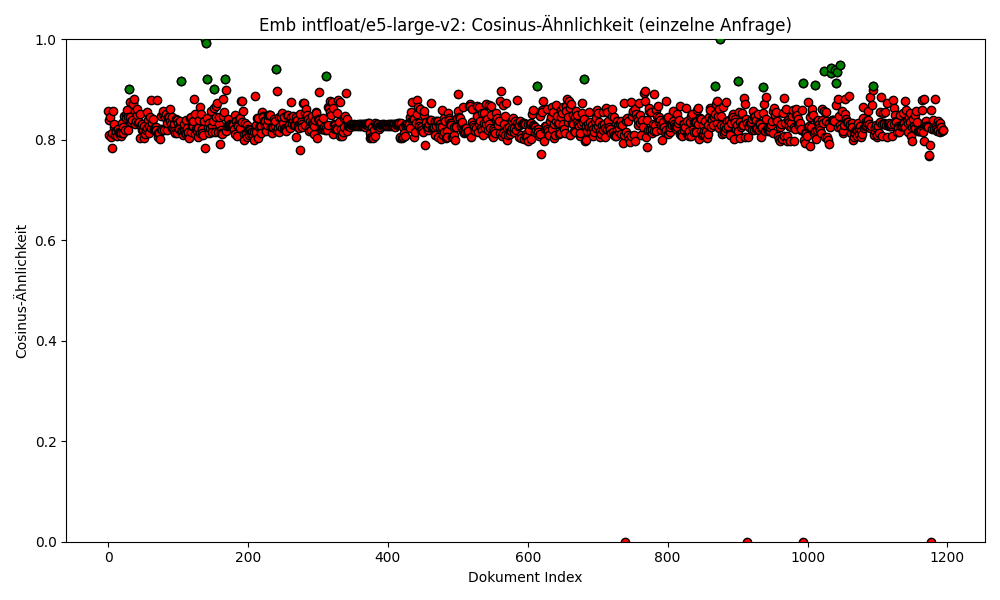 Emb intfloat/e5-large-v2: Cosinus-Ähnlichkeit (einzelne Anfrage)
1.0
0.8
0.6
0.4
0.2
0.0
Cosinus-Ähnlichkeit
0 200 400 600 800 1000 1200
Dokument Index